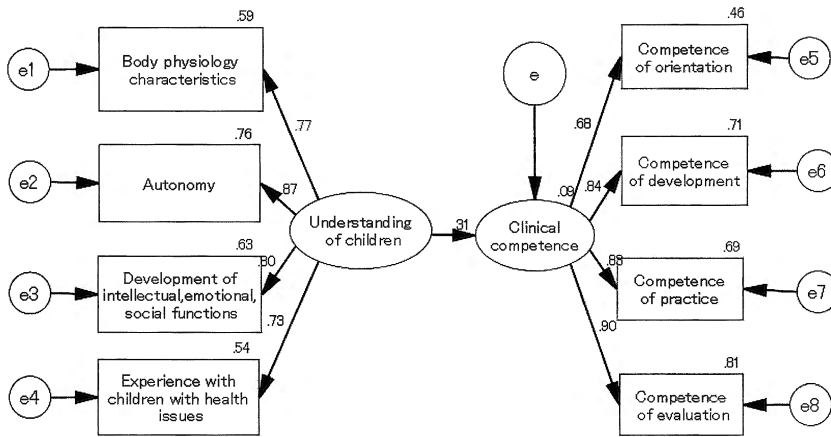 .59
Body physiology
characteristics
e1
.77
.76
Autonomy
e2
.87
.63
Development of
intellectual,emotional,
social functions
e3
.80
.54
Experience with
children with health
issues
e4
.73
Understanding
of children
.31
e
.09
Clinical
competence
.46
Competence
of orientation
e5
.68
.71
Competence
of development
e6
.84
.69
Competence
of practice
e7
.81
Competence
of evaluation
e8
.90